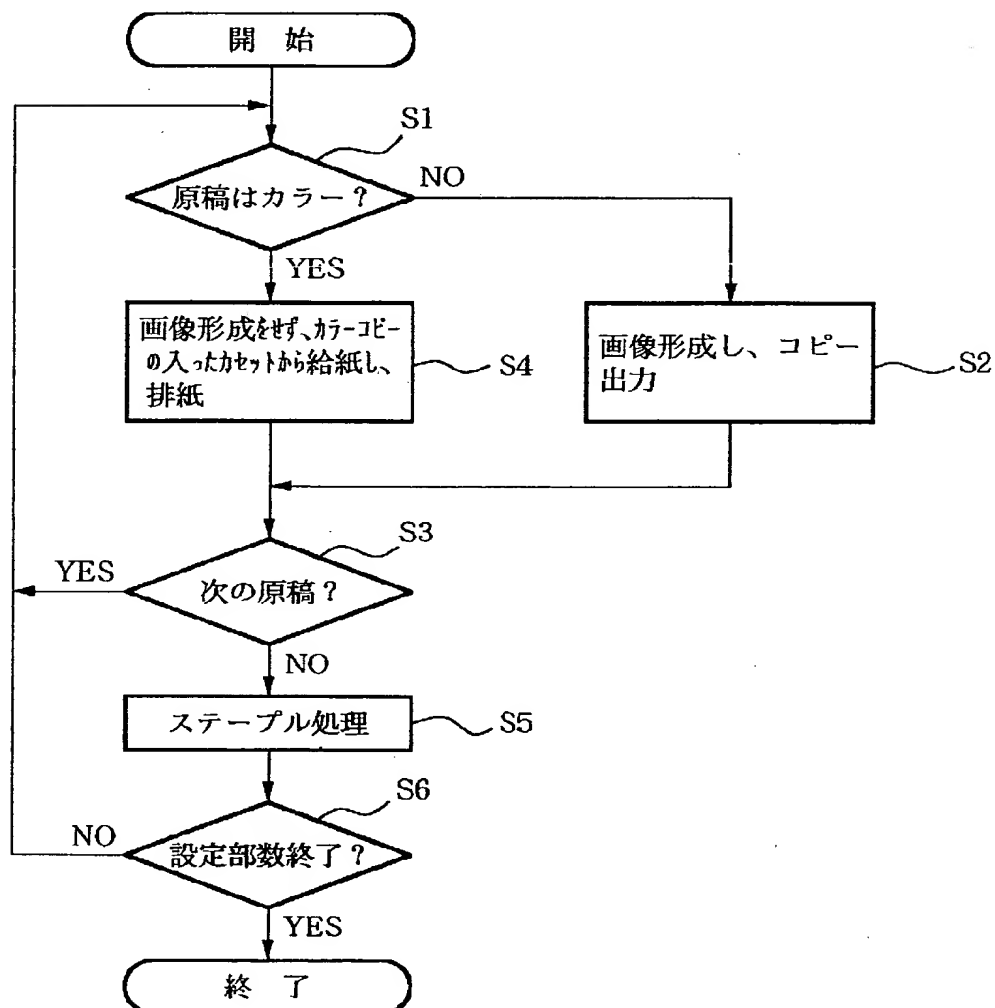 開 始
S1
原稿はカラー?
NO
YES
画像形成をせず、カラーコピー
の入ったカセットから給紙し、
排紙
S4
画像形成し、コピー
出力
S2
S3
YES
次の原稿?
NO
ステープル処理
S5
S6
NO
設定部数終了?
YES
終 了